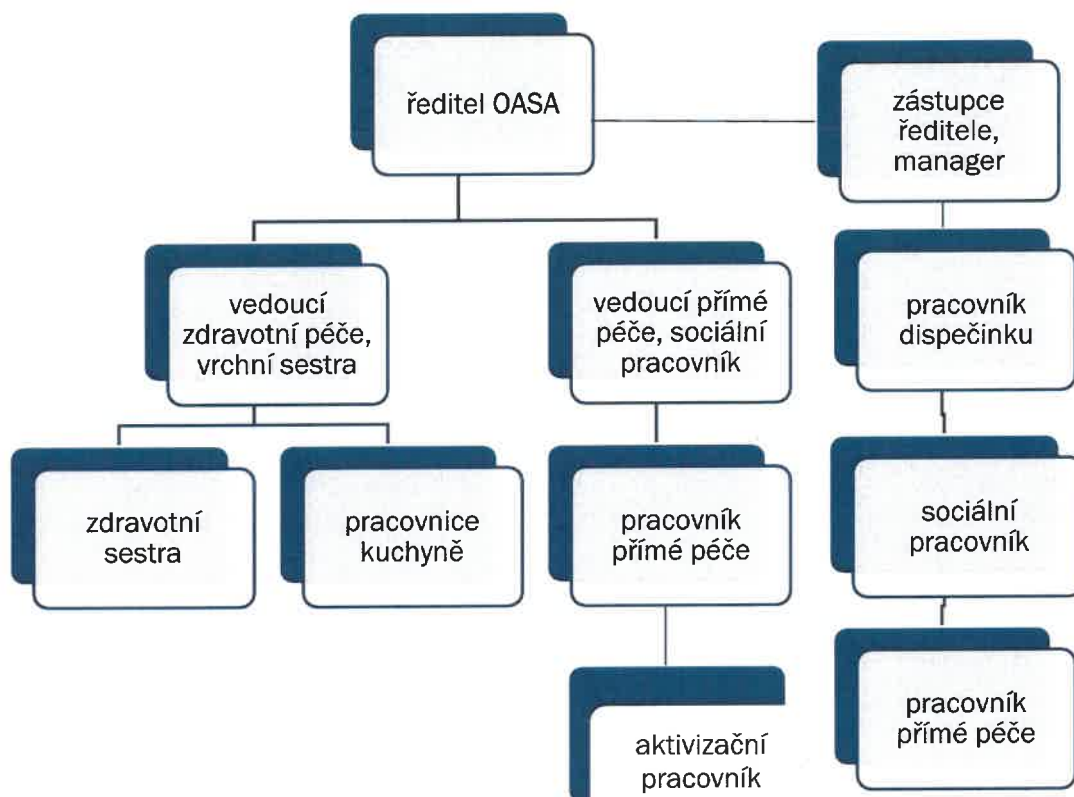 ředitel OASA
zástupce
ředitele,
manager
vedoucí
zdravotní péče,
vrchní sestra
vedoucí přímé
péče, sociální
pracovník
pracovník
dispečinku
zdravotní
sestra
pracovnice
kuchyně
pracovník
přímé péče
sociální
pracovník
aktivizační
pracovník
pracovník
přímé péče